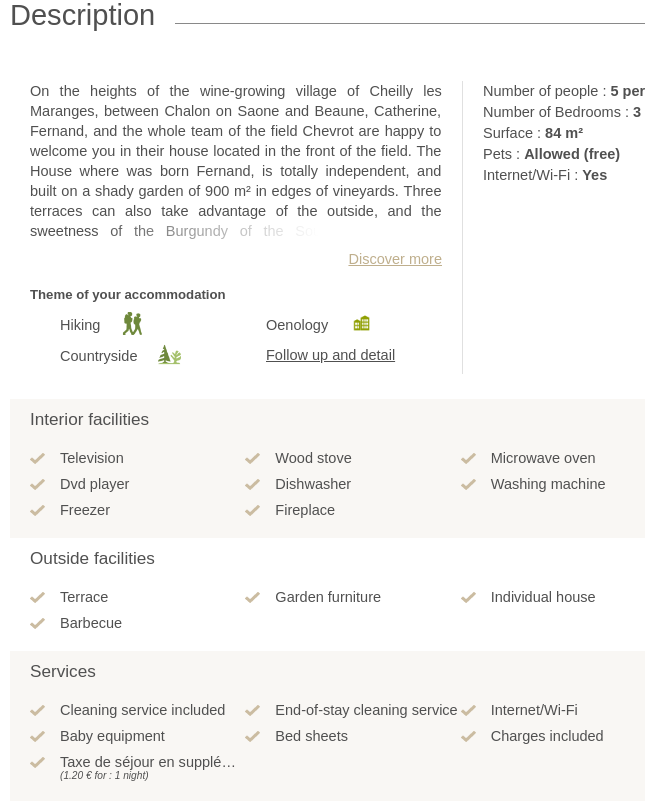 Description
On the heights of the wine-growing village of Cheilly les
Maranges, between Chalon on Saone and Beaune, Catherine,
Fernand, and the whole team of the field Chevrot are happy to
welcome you in their house located in the front of the field. The
House where was born Fernand, is totally independent, and
built on a shady garden of 900 m² in edges of vineyards. Three
terraces can also take advantage of the outside, and the
sweetness of the Burgundy of the
Discover more
Number of people : 5 per
Number of Bedrooms : 3
Surface : 84 m²
Pets : Allowed (free)
Internet/Wi-Fi : Yes
Theme of your accommodation
Hiking
Oenology
Countryside
Follow up and detail
Interior facilities
Television
Wood stove
Microwave oven
Dvd player
Dishwasher
Washing machine
Freezer
Fireplace
Outside facilities
Terrace
Garden furniture
Individual house
Barbecue
Services
Cleaning service included
End-of-stay cleaning service
Internet/Wi-Fi
Baby equipment
Bed sheets
Charges included
Taxe de séjour en supplé…
(1.20 € for : 1 night)